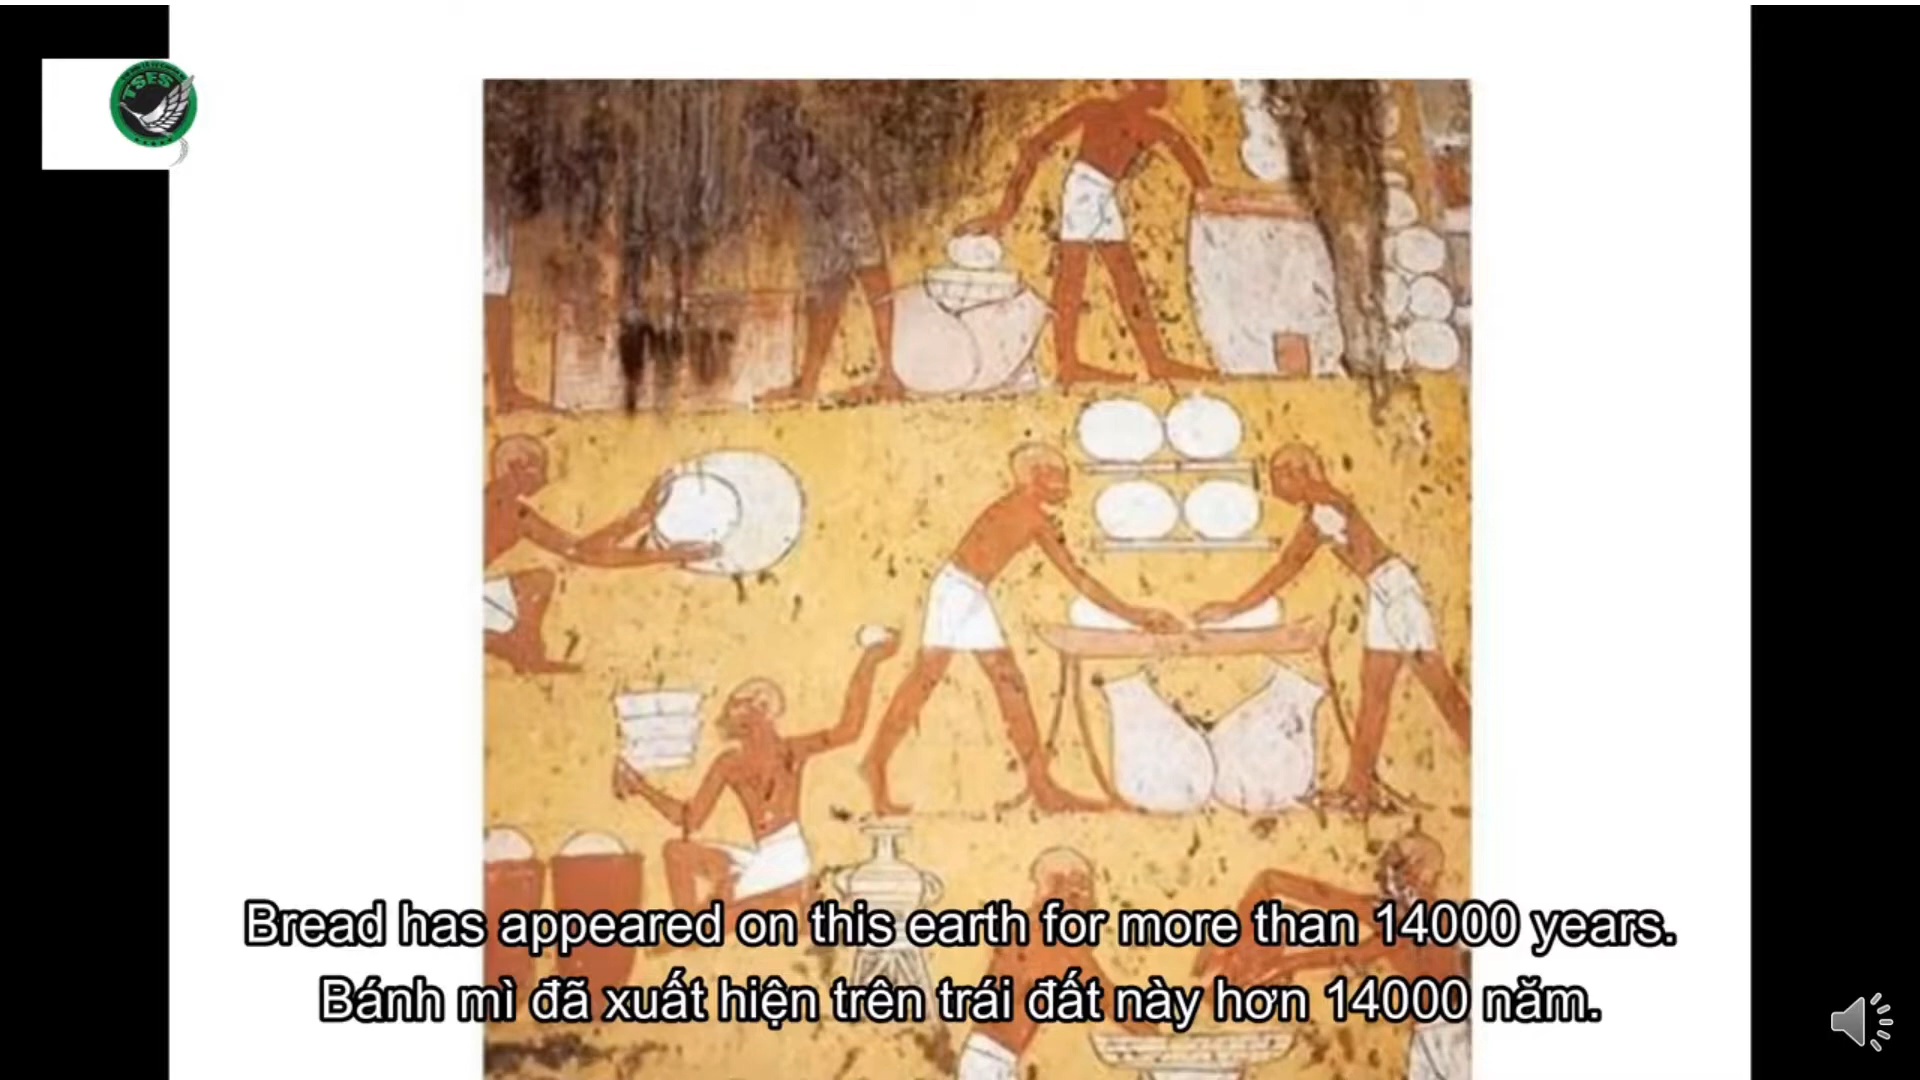 TSES
Bread has appeared on this earth for more than 14000 years.
Bánh mì đã xuất hiện trên trái đất này hơn 14000 năm.